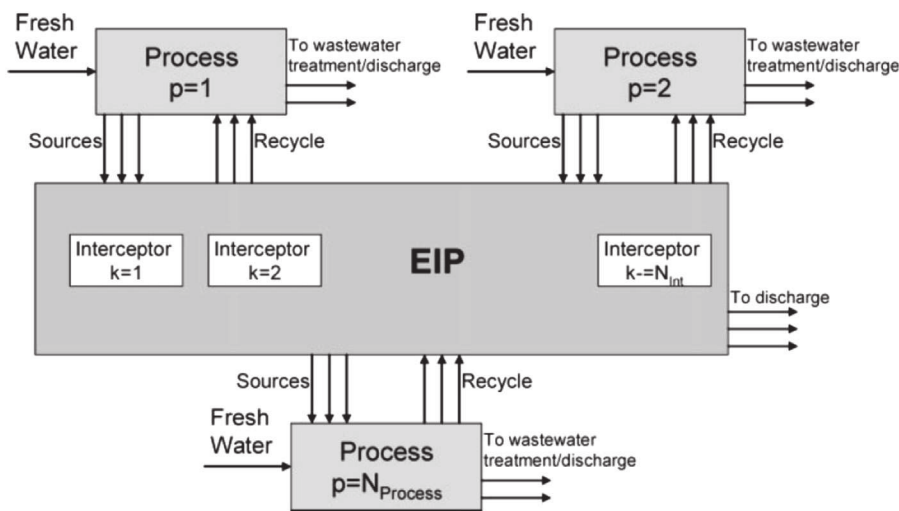 Fresh
Water
Process
p=1
To wastewater
treatment/discharge
Fresh
Water
Process
p=2
To wastewater
treatment/discharge
Sources
Recycle
Sources
Recycle
Interceptor
k=1
Interceptor
k=2
EIP
Interceptor
k-=N_Int
To discharge
Sources
Recycle
Fresh
Water
Process
p=N_Process
To wastewater
treatment/discharge